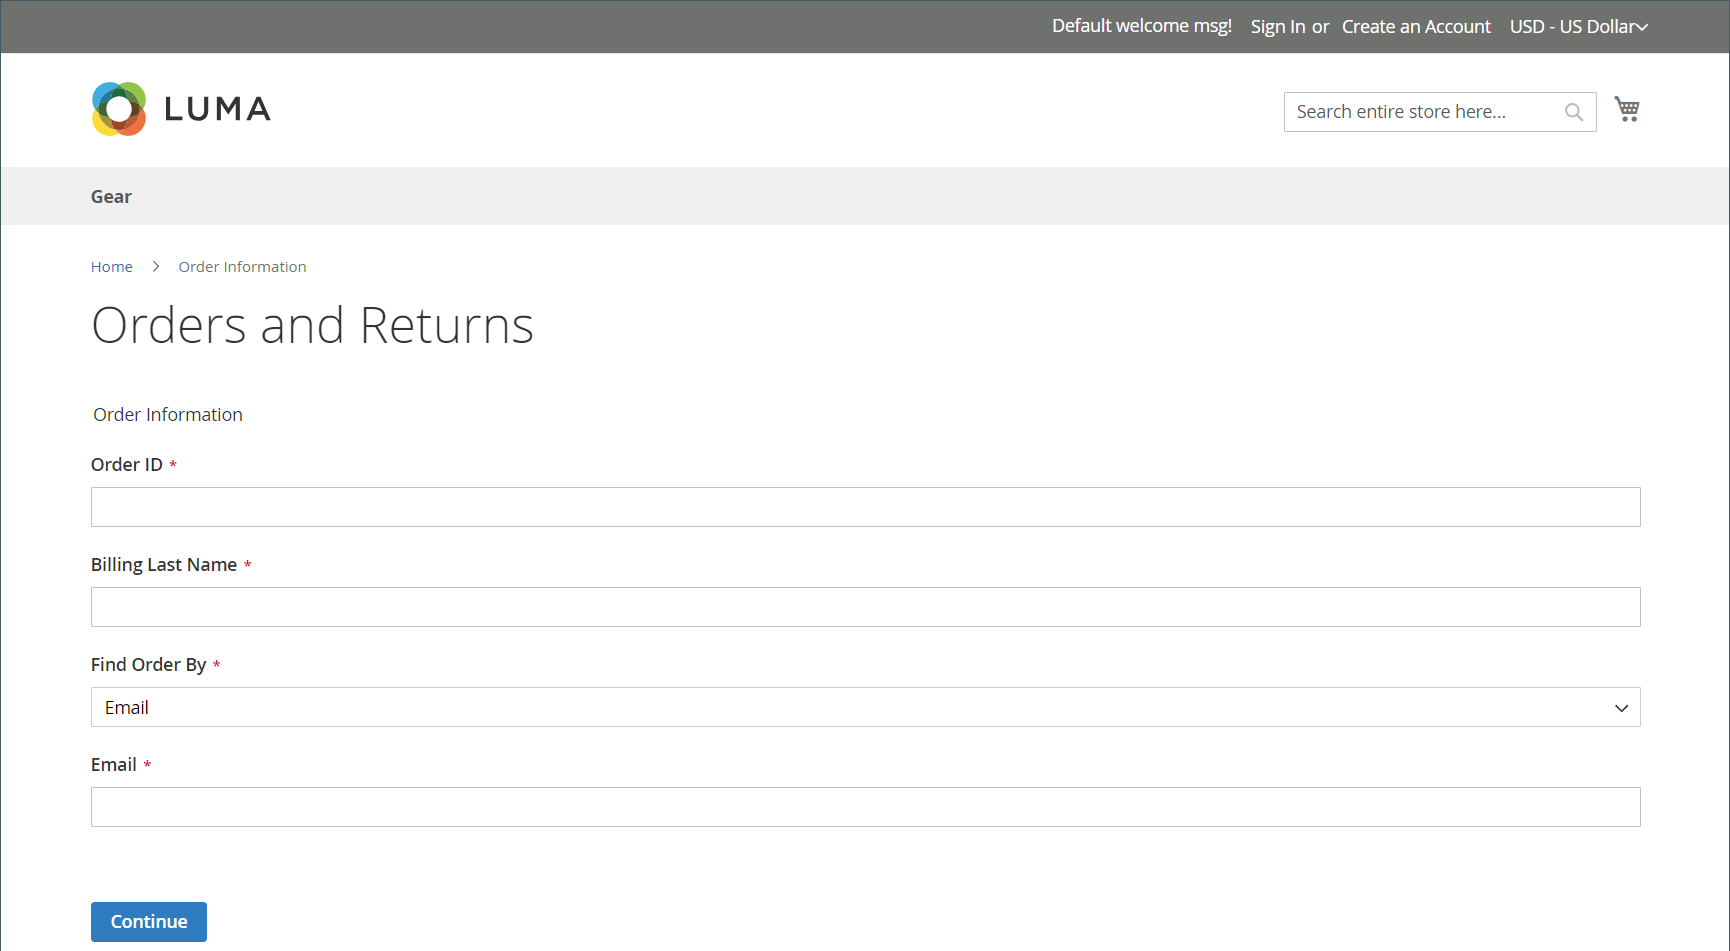 Default welcome msg! Sign In or Create an Account USD - US Dollar
LUMA
Search entire store here...
Gear
Home Order Information
Orders and Returns
Order Information
Order ID *
Billing Last Name *
Find Order By *
Email
Email *
Continue